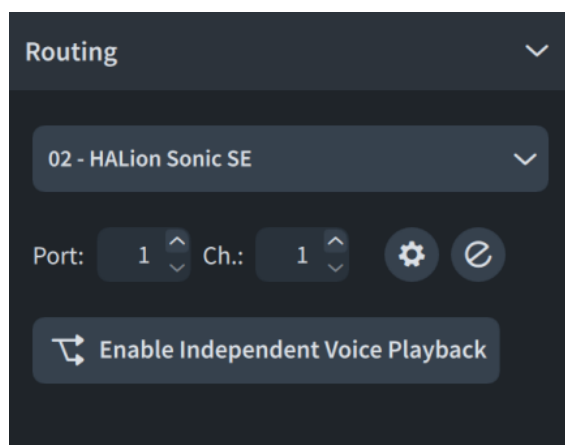 Routing
02 - HALion Sonic SE
Port: 1 Ch.: 1
Enable Independent Voice Playback